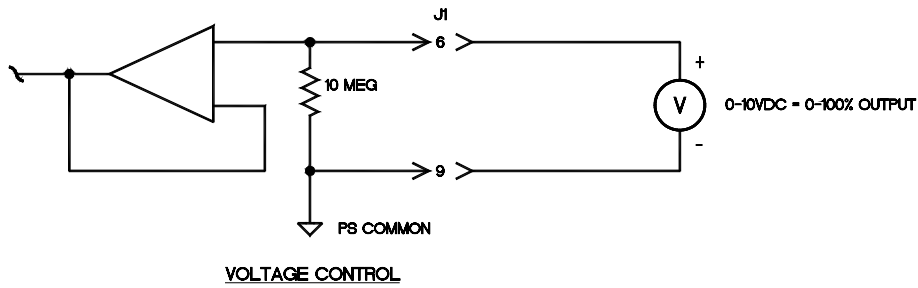 J1
6
+
10 MEG
V
0-10VDC = 0-100% OUTPUT
-
9
PS COMMON
VOLTAGE CONTROL